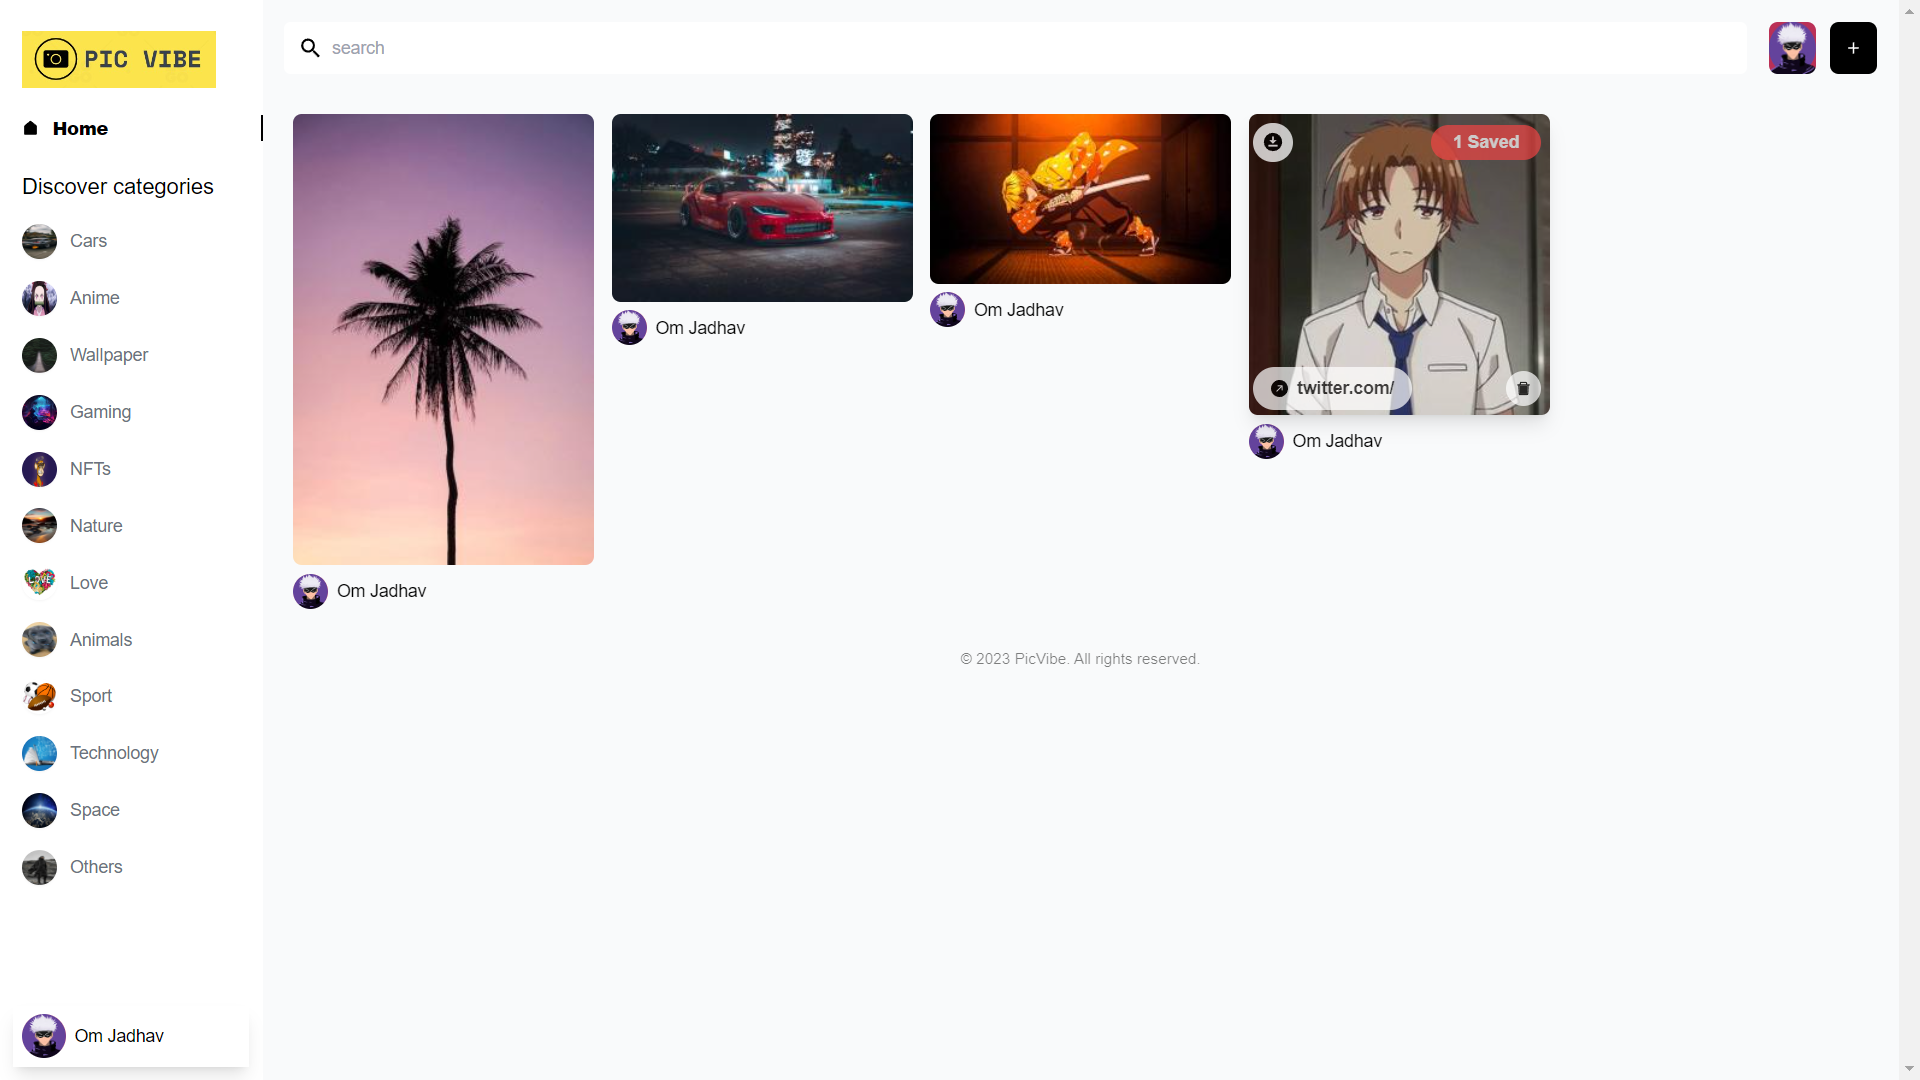 PIC VIBE
search
+
Home
Discover categories
Cars
Anime
Wallpaper
Gaming
NFTs
Nature
Love
Animals
Sport
Technology
Space
Others
Om Jadhav
Om Jadhav
Om Jadhav
Om Jadhav
1 Saved
twitter.com/
Om Jadhav
© 2023 PicVibe. All rights reserved.